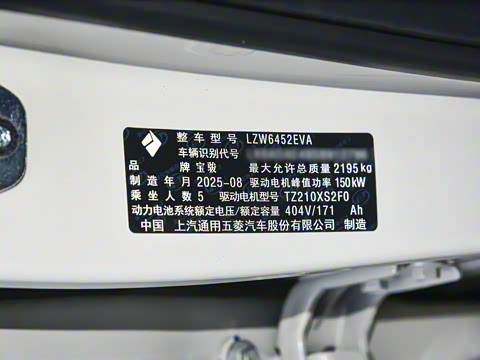 整车型号 LZW6452EVA
车辆识别代号
品 牌 宝骏 最大允许总质量 2195kg
制造年月 2025-08 驱动电机峰值功率 150kW
乘坐人数 5 驱动电机型号 TZ210XS2F0
动力电池系统额定电压/额定容量 404V/171 Ah
中国 上汽通用五菱汽车股份有限公司 制造